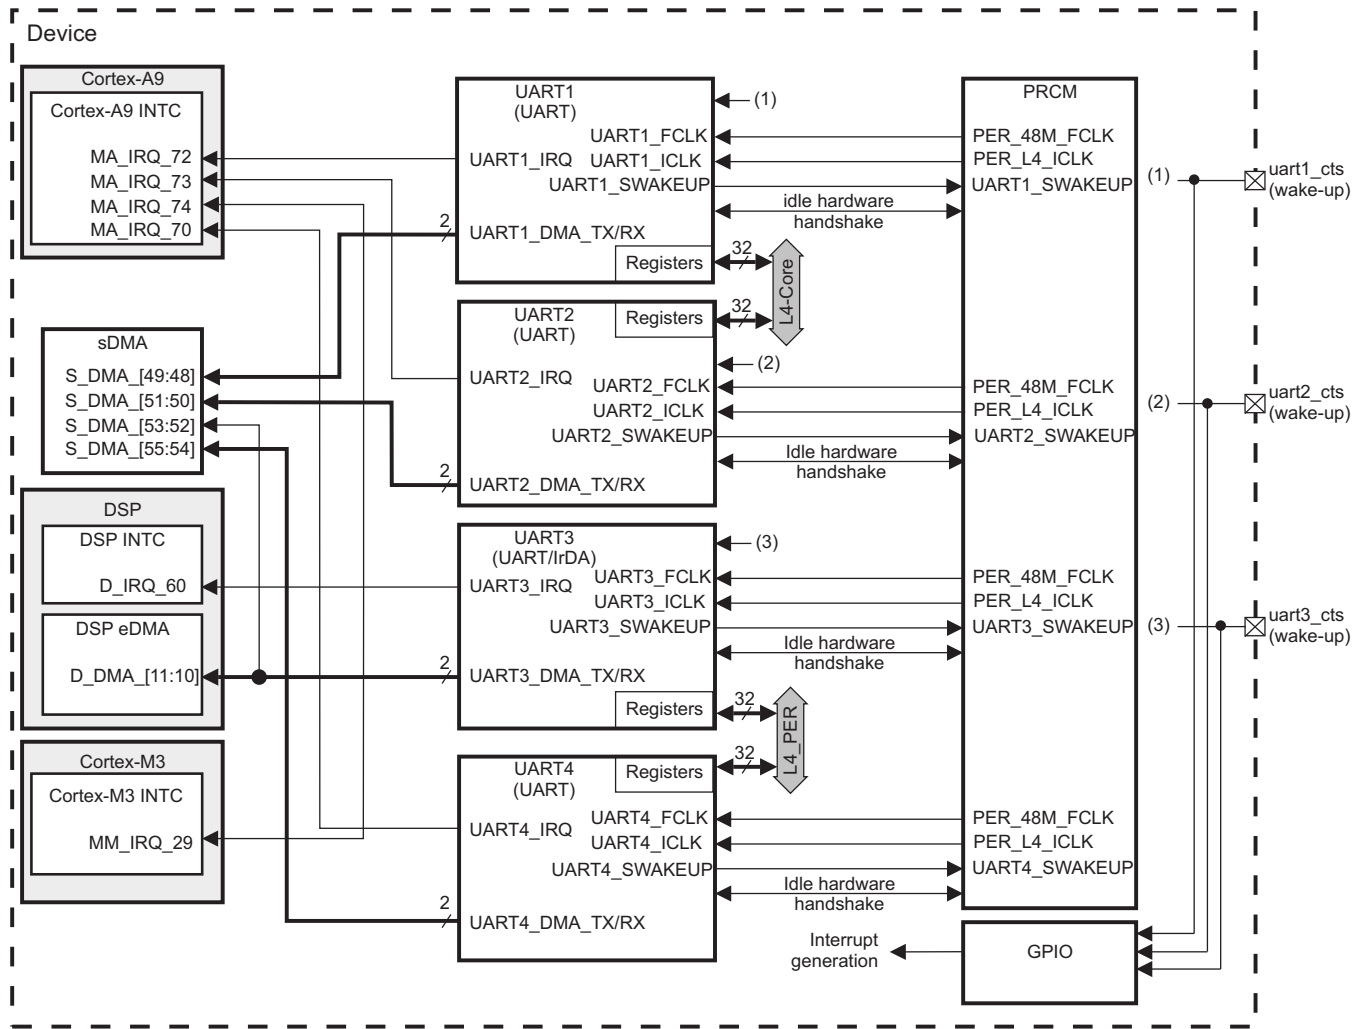 Device
Cortex-A9
Cortex-A9 INTC
MA_IRQ_72
MA_IRQ_73
MA_IRQ_74
MA_IRQ_70
sDMA
S_DMA_[49:48]
S_DMA_[51:50]
S_DMA_[53:52]
S_DMA_[55:54]
DSP
DSP INTC
D_IRQ_60
DSP eDMA
D_DMA_[11:10]
Cortex-M3
Cortex-M3 INTC
MM_IRQ_29
UART1
(UART)
(1)
UART1_FCLK
UART1_IRQ
UART1_ICLK
UART1_SWAKEUP
idle hardware
handshake
2
UART1_DMA_TX/RX
Registers
32
L4-Core
UART2
(UART)
Registers
32
(2)
UART2_IRQ
UART2_FCLK
UART2_ICLK
UART2_SWAKEUP
Idle hardware
handshake
2
UART2_DMA_TX/RX
UART3
(UART/IrDA)
(3)
UART3_IRQ
UART3_FCLK
UART3_ICLK
UART3_SWAKEUP
Idle hardware
handshake
2
UART3_DMA_TX/RX
Registers
32
L4_PER
UART4
(UART)
Registers
32
UART4_IRQ
UART4_FCLK
UART4_ICLK
UART4_SWAKEUP
Idle hardware
handshake
2
UART4_DMA_TX/RX
PRCM
PER_48M_FCLK
PER_L4_ICLK
UART1_SWAKEUP
PER_48M_FCLK
PER_L4_ICLK
UART2_SWAKEUP
PER_48M_FCLK
PER_L4_ICLK
UART3_SWAKEUP
PER_48M_FCLK
PER_L4_ICLK
UART4_SWAKEUP
(1)
uart1_cts
(wake-up)
(2)
uart2_cts
(wake-up)
(3)
uart3_cts
(wake-up)
Interrupt
generation
GPIO